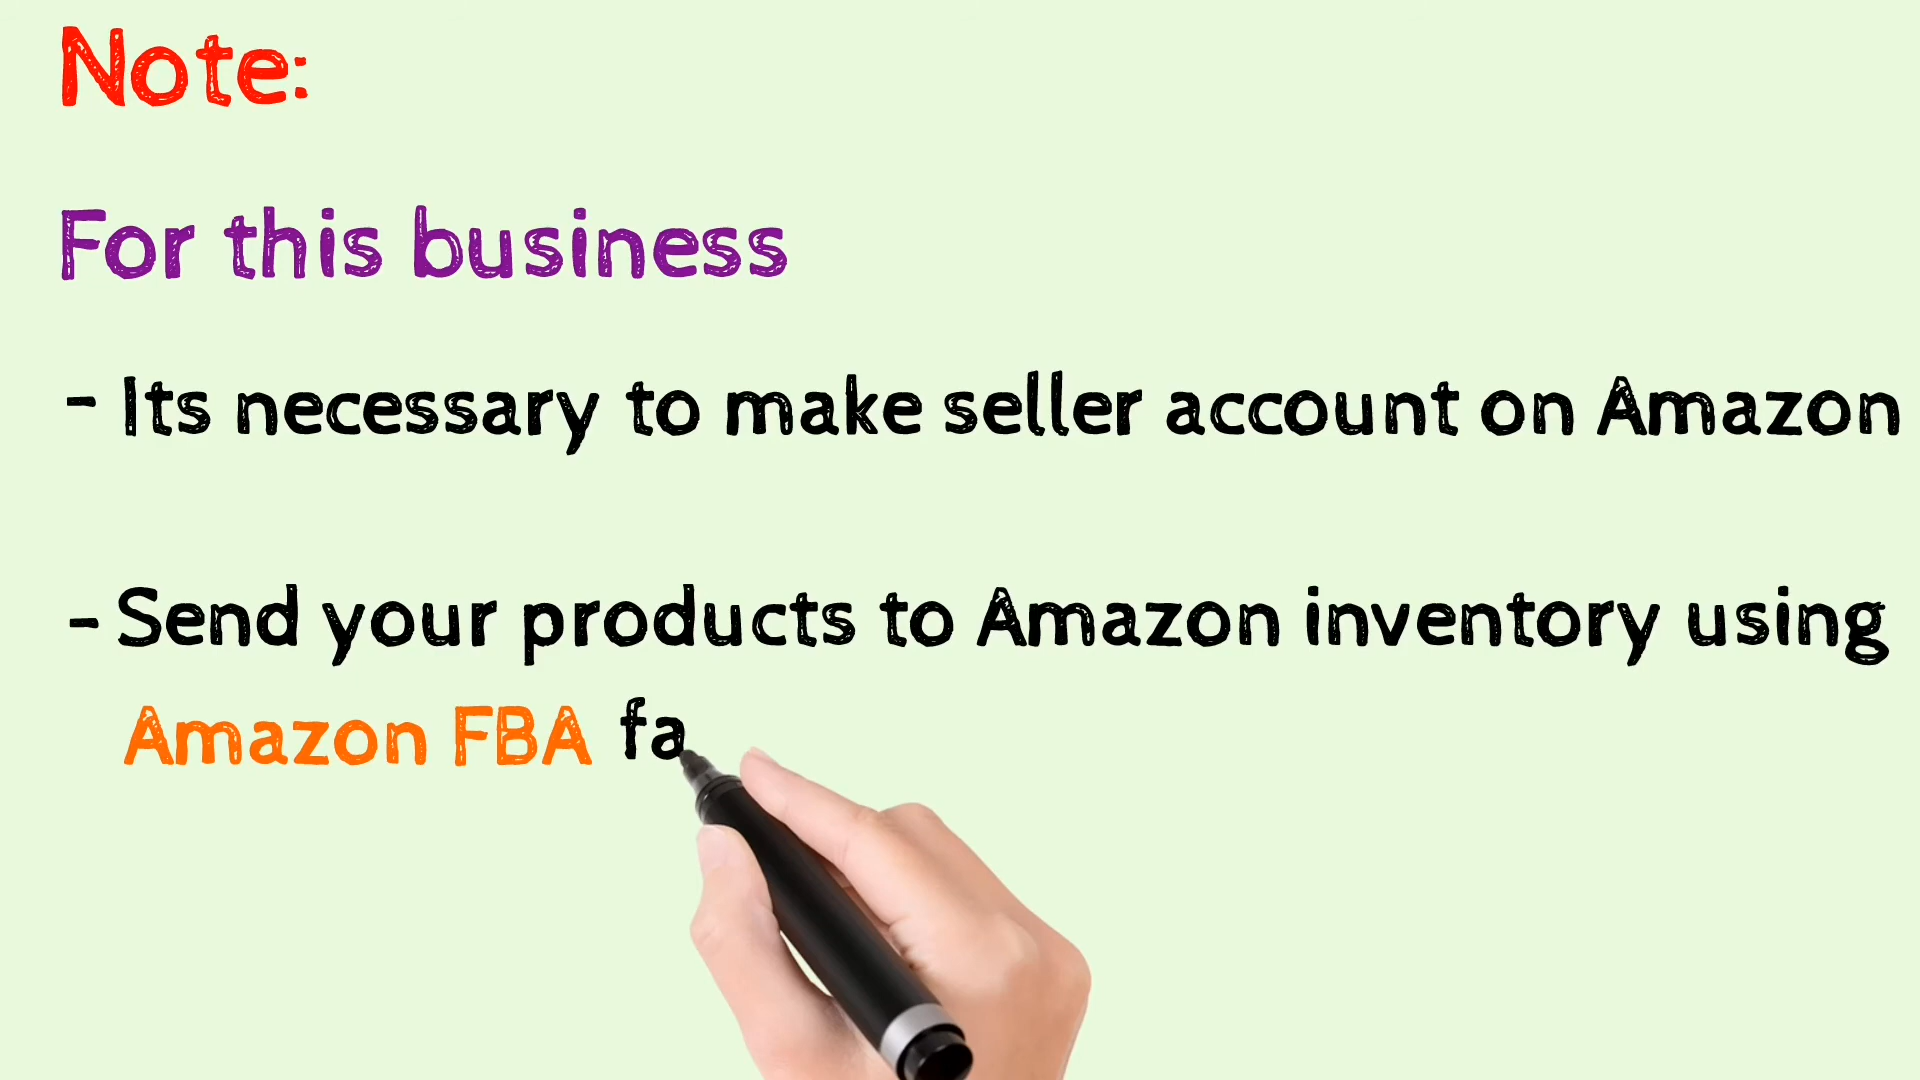 Note:
For this business
- Its necessary to make seller account on Amazon
- Send your products to Amazon inventory using
Amazon FBA fa